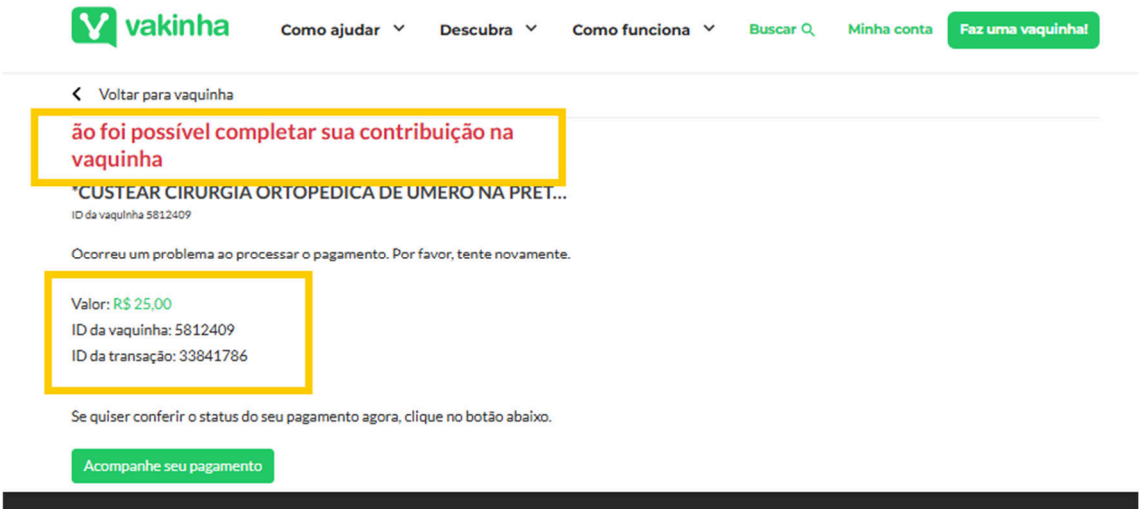 vakinha
Como ajudar
Descubra
Como funciona
Buscar
Minha conta
Faz uma vaquinha!
Voltar para vaquinha
ão foi possível completar sua contribuição na
vaquinha
*CUSTEAR CIRURGIA ORTOPEDICA DE UMERO NA PRET...
ID da vaquinha 5812409
Ocorreu um problema ao processar o pagamento. Por favor, tente novamente.
Valor: R$ 25,00
ID da vaquinha: 5812409
ID da transação: 33841786
Se quiser conferir o status do seu pagamento agora, clique no botão abaixo.
Acompanhe seu pagamento